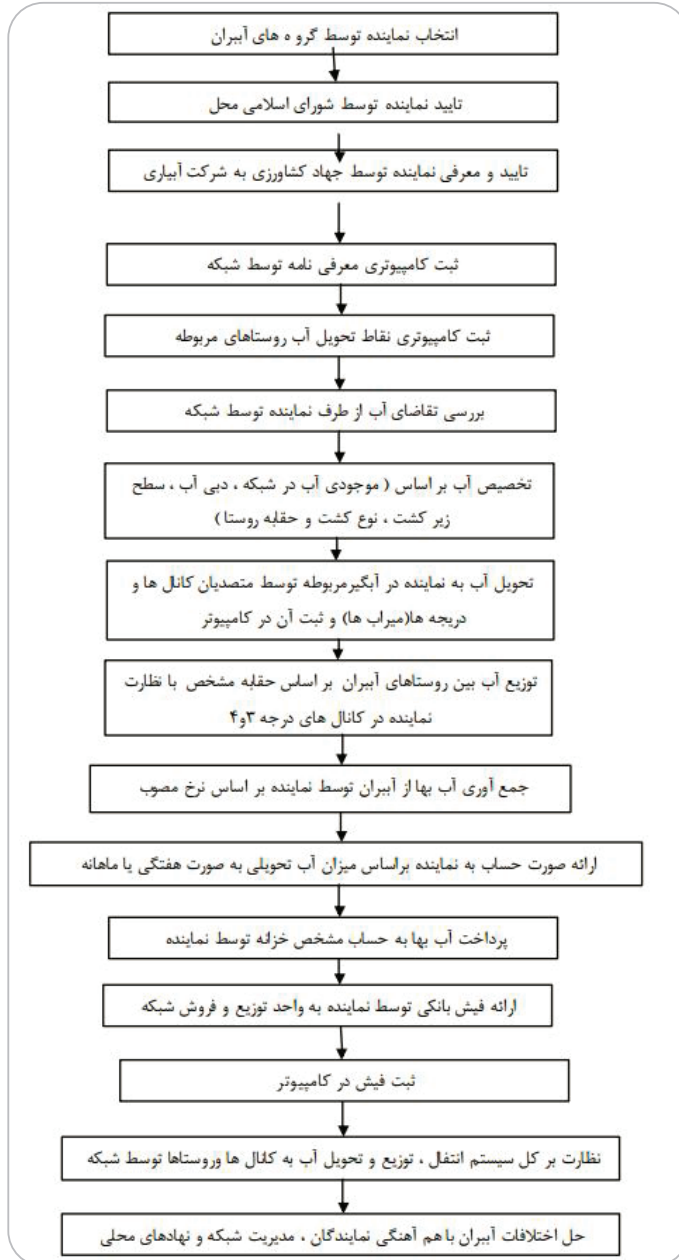 انتخاب نماینده توسط گرو ه های آببران
تایید نماینده توسط شورای اسلامی محل
تایید و معرفی نماینده توسط جهاد کشاورزی به شرکت آبیاری
ثبت کامپیوتری معرفی نامه توسط شبکه
ثبت کامپیوتری نقاط تحویل آب روستاهای مربوطه
بررسی تقاضای آب از طرف نماینده توسط شبکه
تخصیص آب بر اساس ( موجودی آب در شبکه ، دبی آب ، سطح
زیر کشت ، نوع کشت و حقابه روستا )
تحویل آب به نماینده در آبگیرمربوطه توسط متصدیان کانال ها و
دریچه ها(میراب ها) و ثبت آن در کامپیوتر
توزیع آب بین روستاهای آببران بر اساس حقابه مشخص با نظارت
نماینده در کانال های درجه ۳و۴
جمع آوری آب بها از آببران توسط نماینده بر اساس نرخ مصوب
ارائه صورت حساب به نماینده براساس میزان آب تحویلی به صورت هفتگی یا ماهانه
پرداخت آب بها به حساب مشخص خزانه توسط نماینده
ارائه فیش بانکی توسط نماینده به واحد توزیع و فروش شبکه
ثبت فیش در کامپیوتر
نظارت بر کل سیستم انتقال ، توزیع و تحویل آب به کانال ها وروستاها توسط شبکه
حل اختلافات آببران با هم آهنگی نمایندگان ، مدیریت شبکه و نهادهای محلی